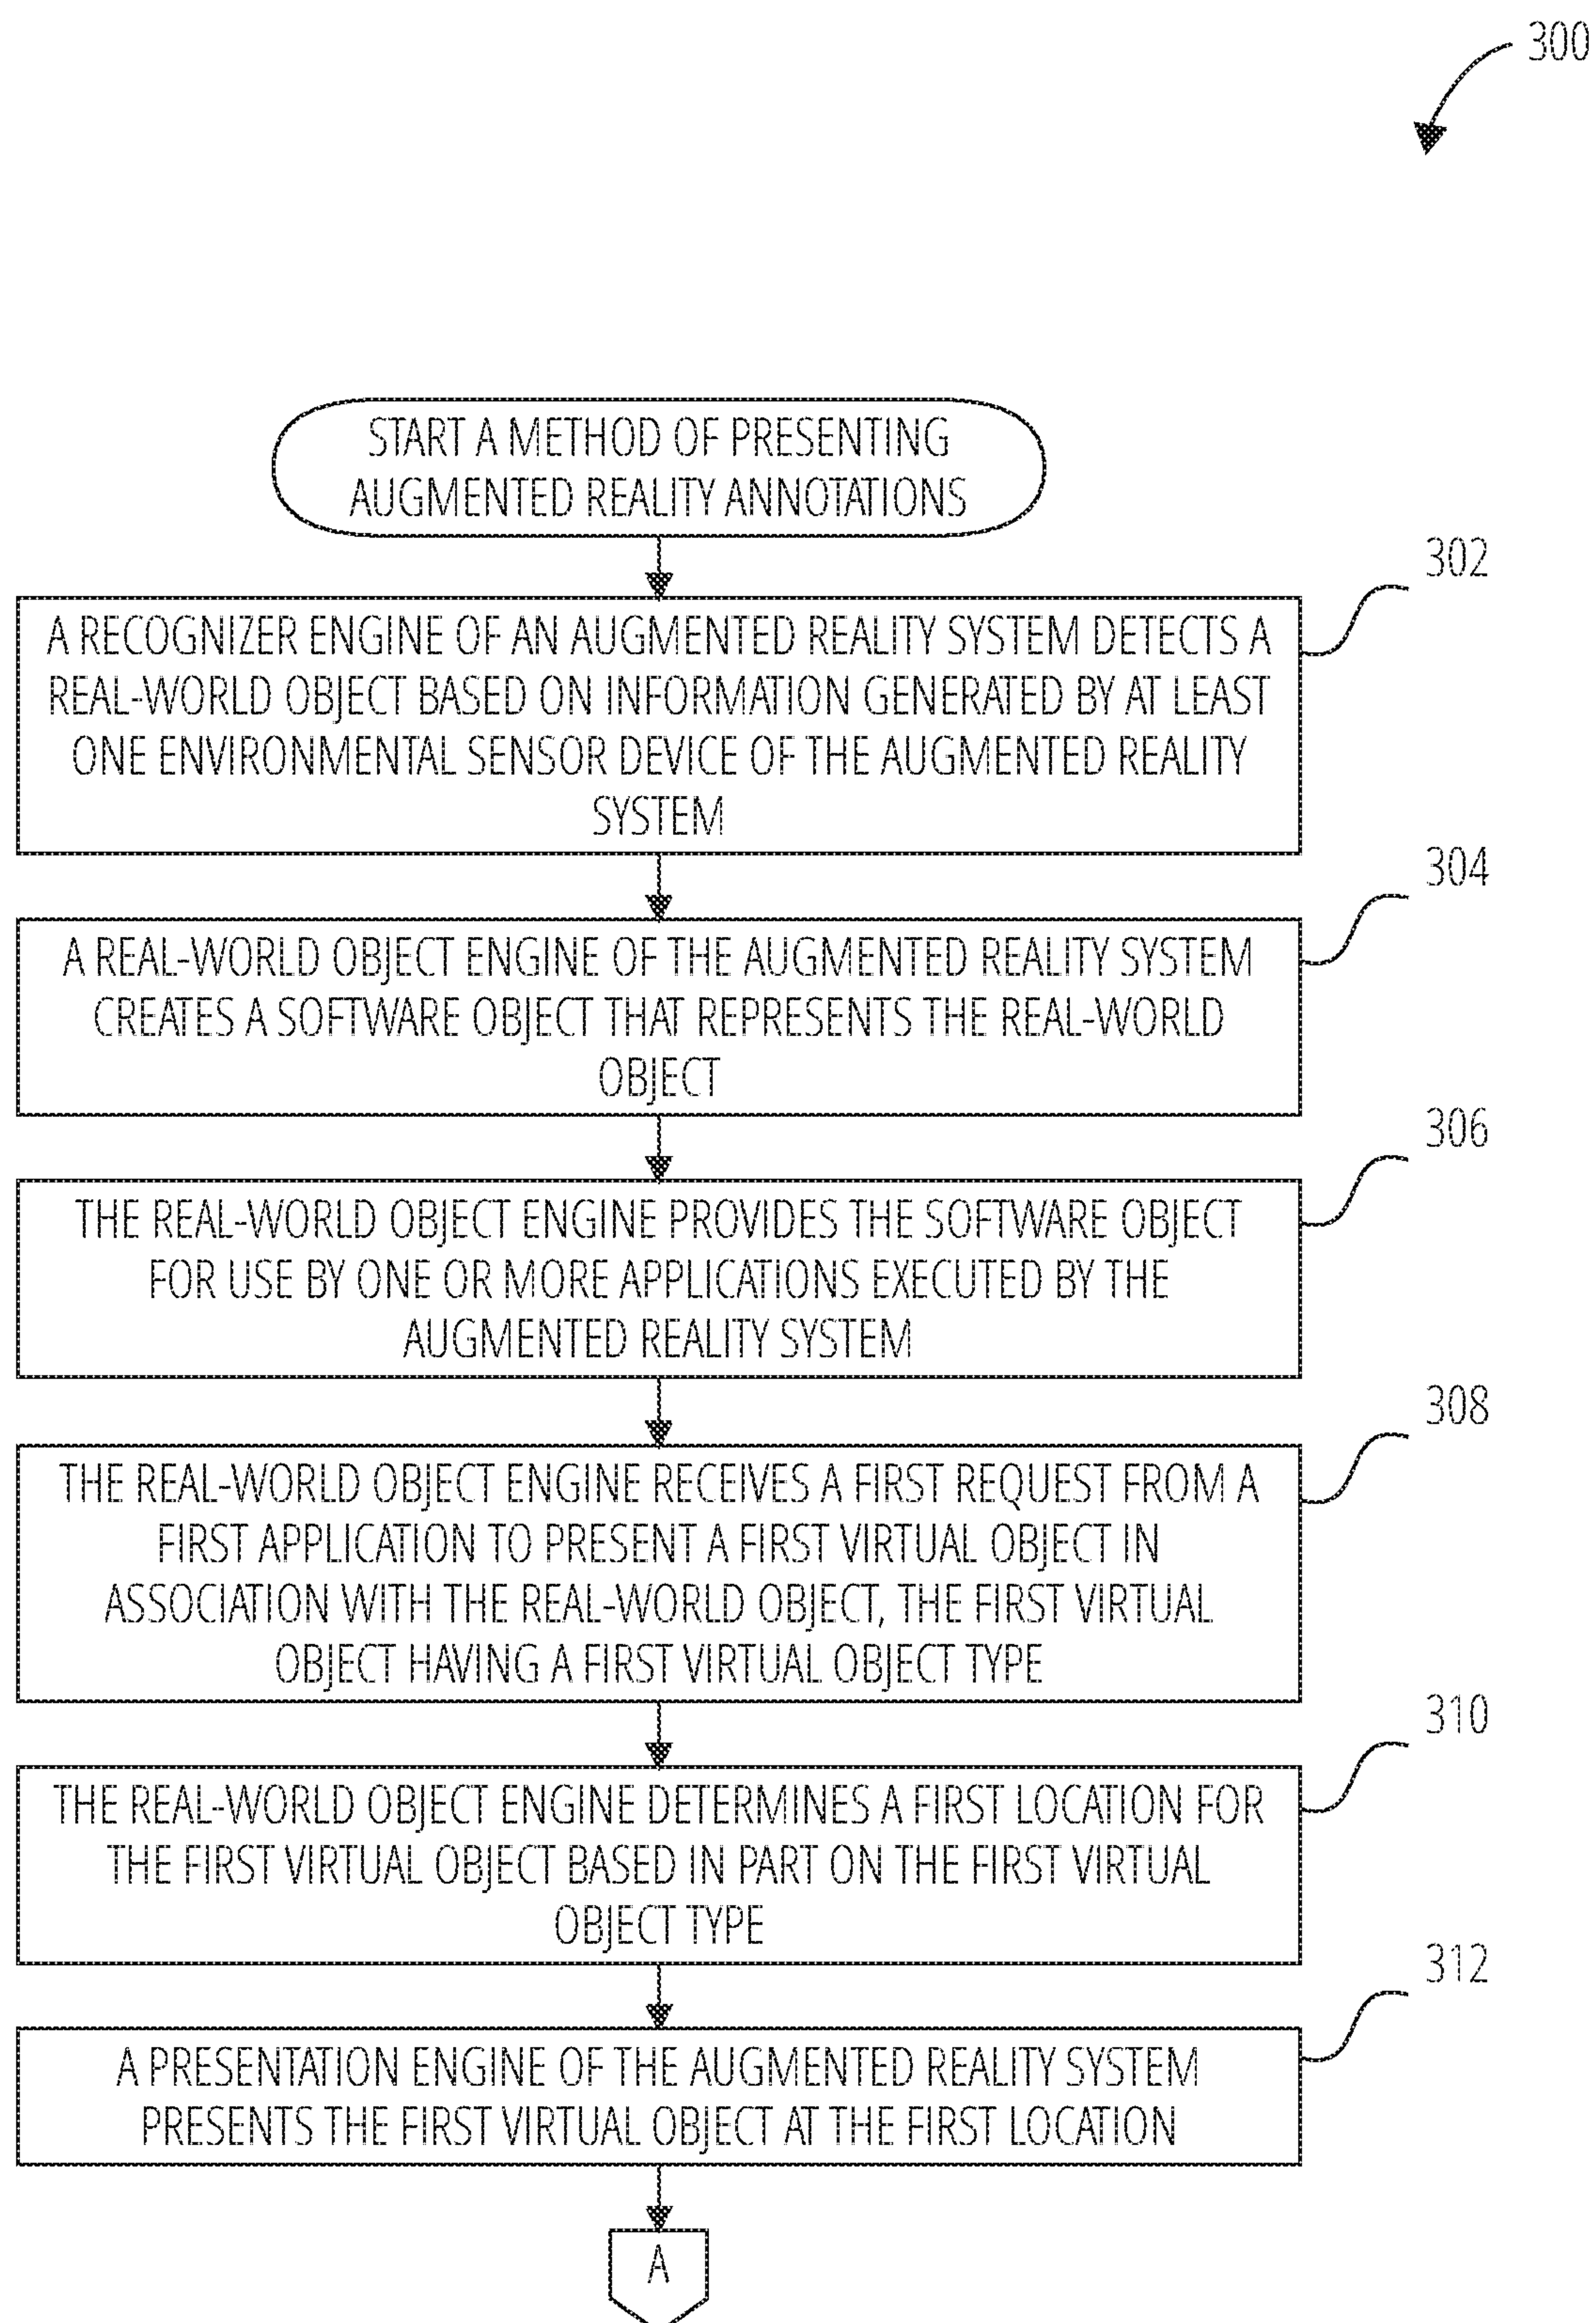 300
START A METHOD OF PRESENTING
AUGMENTED REALITY ANNOTATIONS
302
A RECOGNIZER ENGINE OF AN AUGMENTED REALITY SYSTEM DETECTS A
REAL-WORLD OBJECT BASED ON INFORMATION GENERATED BY AT LEAST
ONE ENVIRONMENTAL SENSOR DEVICE OF THE AUGMENTED REALITY
SYSTEM
304
A REAL-WORLD OBJECT ENGINE OF THE AUGMENTED REALITY SYSTEM
CREATES A SOFTWARE OBJECT THAT REPRESENTS THE REAL-WORLD
OBJECT
306
THE REAL-WORLD OBJECT ENGINE PROVIDES THE SOFTWARE OBJECT
FOR USE BY ONE OR MORE APPLICATIONS EXECUTED BY THE
AUGMENTED REALITY SYSTEM
308
THE REAL-WORLD OBJECT ENGINE RECEIVES A FIRST REQUEST FROM A
FIRST APPLICATION TO PRESENT A FIRST VIRTUAL OBJECT IN
ASSOCIATION WITH THE REAL-WORLD OBJECT, THE FIRST VIRTUAL
OBJECT HAVING A FIRST VIRTUAL OBJECT TYPE
310
THE REAL-WORLD OBJECT ENGINE DETERMINES A FIRST LOCATION FOR
THE FIRST VIRTUAL OBJECT BASED IN PART ON THE FIRST VIRTUAL
OBJECT TYPE
312
A PRESENTATION ENGINE OF THE AUGMENTED REALITY SYSTEM
PRESENTS THE FIRST VIRTUAL OBJECT AT THE FIRST LOCATION
A